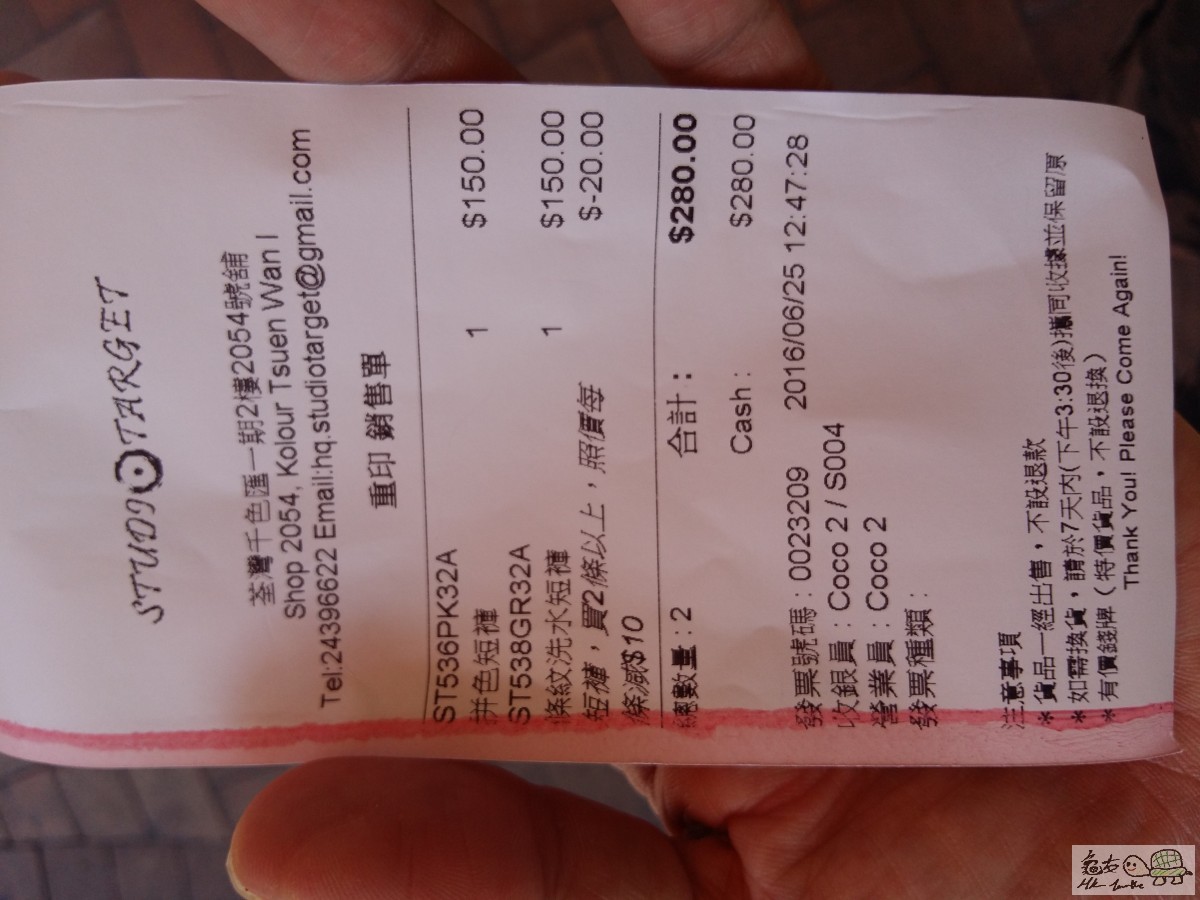 STUDIO TARGET
荃灣千色匯一期2樓2054號舖
Shop 2054, Kolour Tsuen Wan I
Tel:24396622 Email:hq.studiotarget@gmail.com
重印 銷售單
ST536PK32A 1 $150.00
拼色短褲
ST538GR32A 1 $150.00
條紋洗水短褲 $-20.00
短褲，買2條以上，照價每
條減$10
總數量 : 2 合計： $280.00
Cash : $280.00
發票號碼 : 0023209 2016/06/25 12:47:28
收銀員 : Coco 2 / S004
營業員 : Coco 2
發票種類 :
注意事項
*貨品一經出售，不設退款
*如需換貨，請於7天內(下午3:30後)攜同收據並保留原
*有價錢牌（特價貨品，不設退換）
Thank You! Please Come Again!